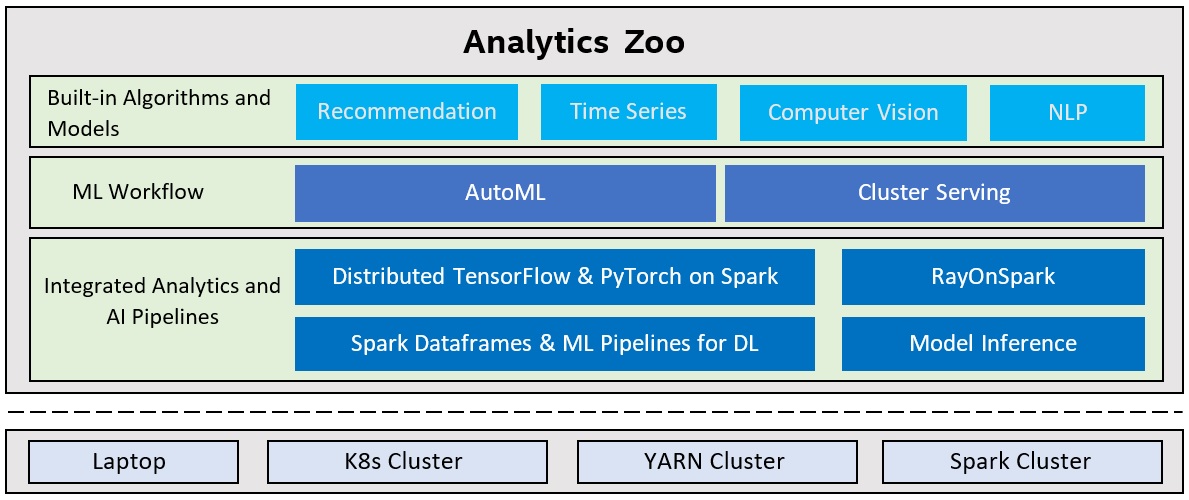 Analytics Zoo
Built-in Algorithms and
Models
Recommendation
Time Series
Computer Vision
NLP
ML Workflow
AutoML
Cluster Serving
Integrated Analytics and
AI Pipelines
Distributed TensorFlow & PyTorch on Spark
RayOnSpark
Spark Dataframes & ML Pipelines for DL
Model Inference
Laptop
K8s Cluster
YARN Cluster
Spark Cluster